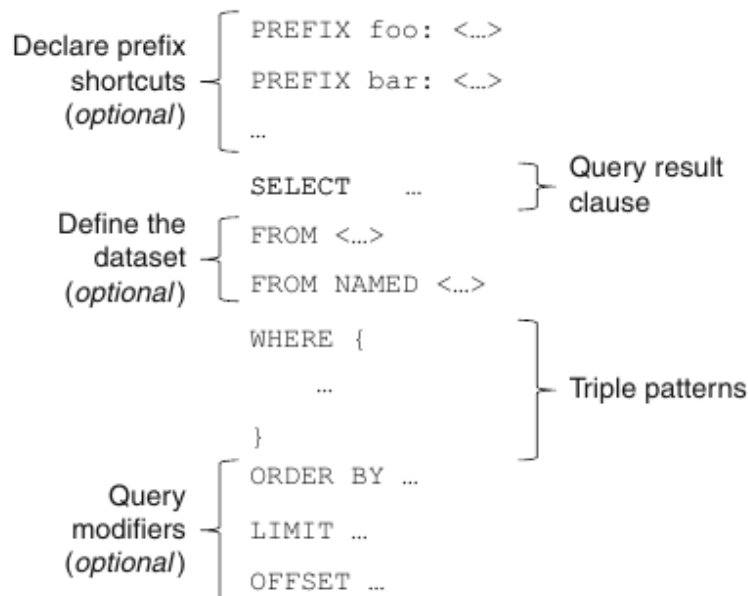 Declare prefix
shortcuts
(optional)
PREFIX foo: <…>
PREFIX bar: <…>
…
SELECT …
Query result
clause
Define the
dataset
(optional)
FROM <…>
FROM NAMED <…>
WHERE {
…
}
Triple patterns
Query
modifiers
(optional)
ORDER BY …
LIMIT …
OFFSET …